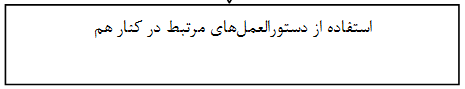 استفاده از دستورالعمل‌های مرتبط در کنار هم